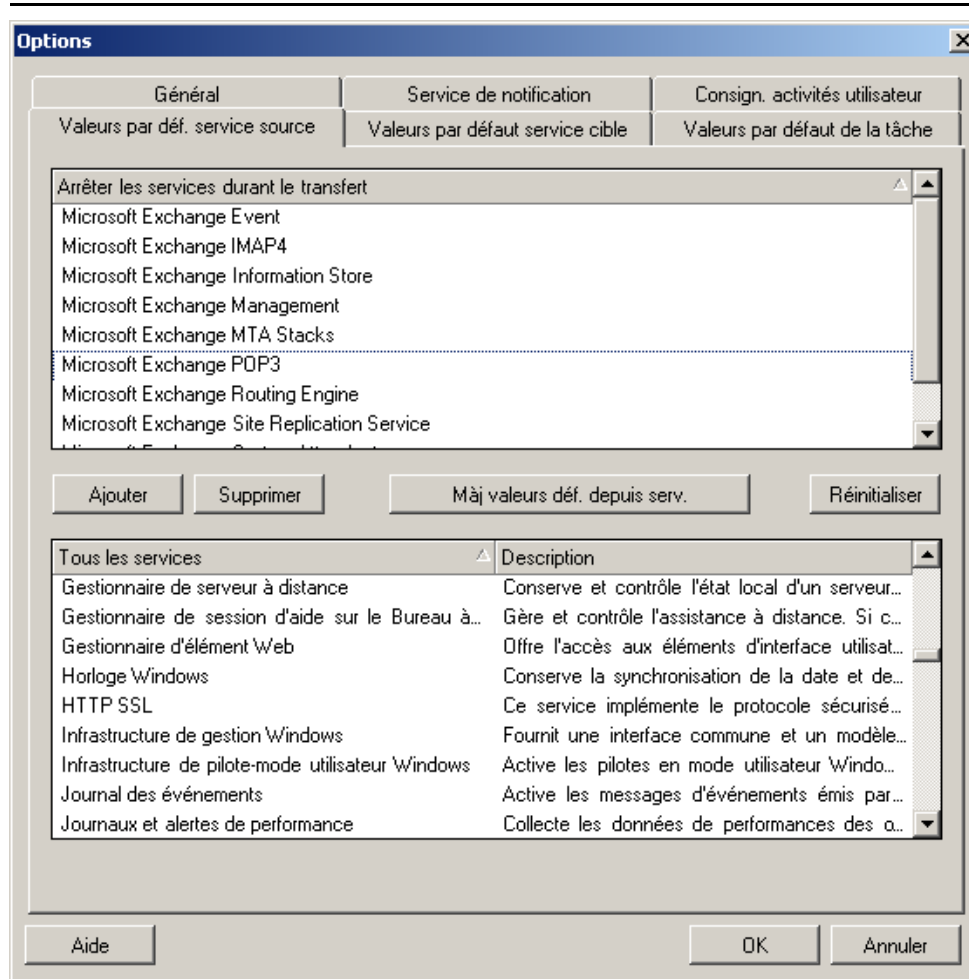 Options
Général
Service de notification
Consign. activités utilisateur
Valeurs par déf. service source
Valeurs par défaut service cible
Valeurs par défaut de la tâche
Arrêter les services durant le transfert
Microsoft Exchange Event
Microsoft Exchange IMAP4
Microsoft Exchange Information Store
Microsoft Exchange Management
Microsoft Exchange MTA Stacks
Microsoft Exchange POP3
Microsoft Exchange Routing Engine
Microsoft Exchange Site Replication Service
Ajouter
Supprimer
Màj valeurs déf. depuis serv.
Réinitialiser
Tous les services Description
Gestionnaire de serveur à distance Conserve et contrôle l'état local d'un serveur...
Gestionnaire de session d'aide sur le Bureau à... Gère et contrôle l'assistance à distance. Si c...
Gestionnaire d'élément Web Offre l'accès aux éléments d'interface utilisat...
Horloge Windows Conserve la synchronisation de la date et de...
HTTP SSL Ce service implémente le protocole sécurisé...
Infrastructure de gestion Windows Fournit une interface commune et un modèle...
Infrastructure de pilote-mode utilisateur Windows Active les pilotes en mode utilisateur Windo...
Journal des événements Active les messages d'événements émis par...
Journaux et alertes de performance Collecte les données de performances des o...
Aide
OK
Annuler